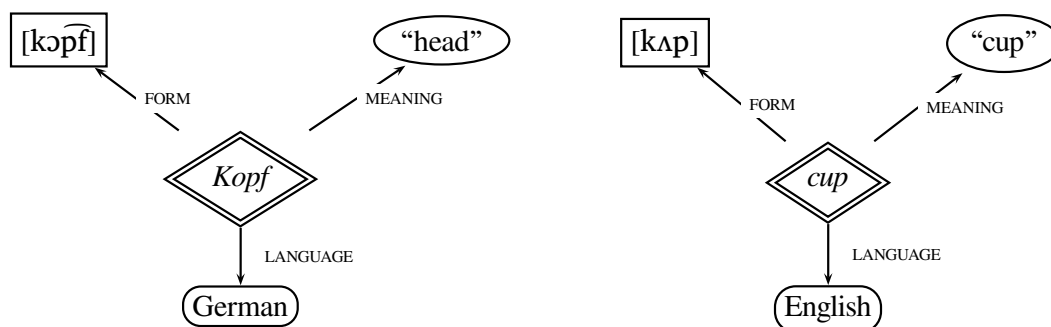 [kɔp͡f]
“head”
FORM
MEANING
Kopf
LANGUAGE
German
[kʌp]
“cup”
FORM
MEANING
cup
LANGUAGE
English